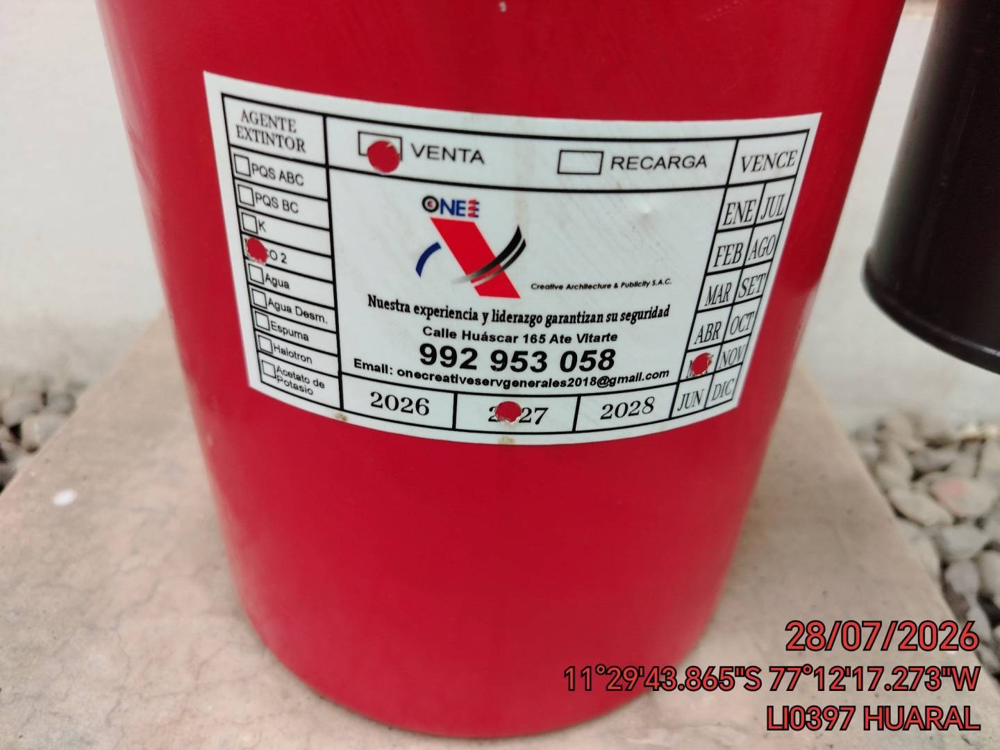 AGENTE
EXTINTOR
VENTA
RECARGA
VENCE
PQS ABC
PQS BC
K
O 2
Agua
Agua Desm.
Espuma
Halotron
Acetato de
Potasio
ONE
X
Creative Architecture & Publicity S.A.C.
Nuestra experiencia y liderazgo garantizan su seguridad
Calle Huáscar 165 Ate Vitarte
992 953 058
Email: onecreativeservgenerales2018@gmail.com
ENE JUL
FEB AGO
MAR SET
ABR OCT
NOV
JUN DIC
2026
2 27
2028
28/07/2026
11°29'43.865"S 77°12'17.273"W
LI0397 HUARAL